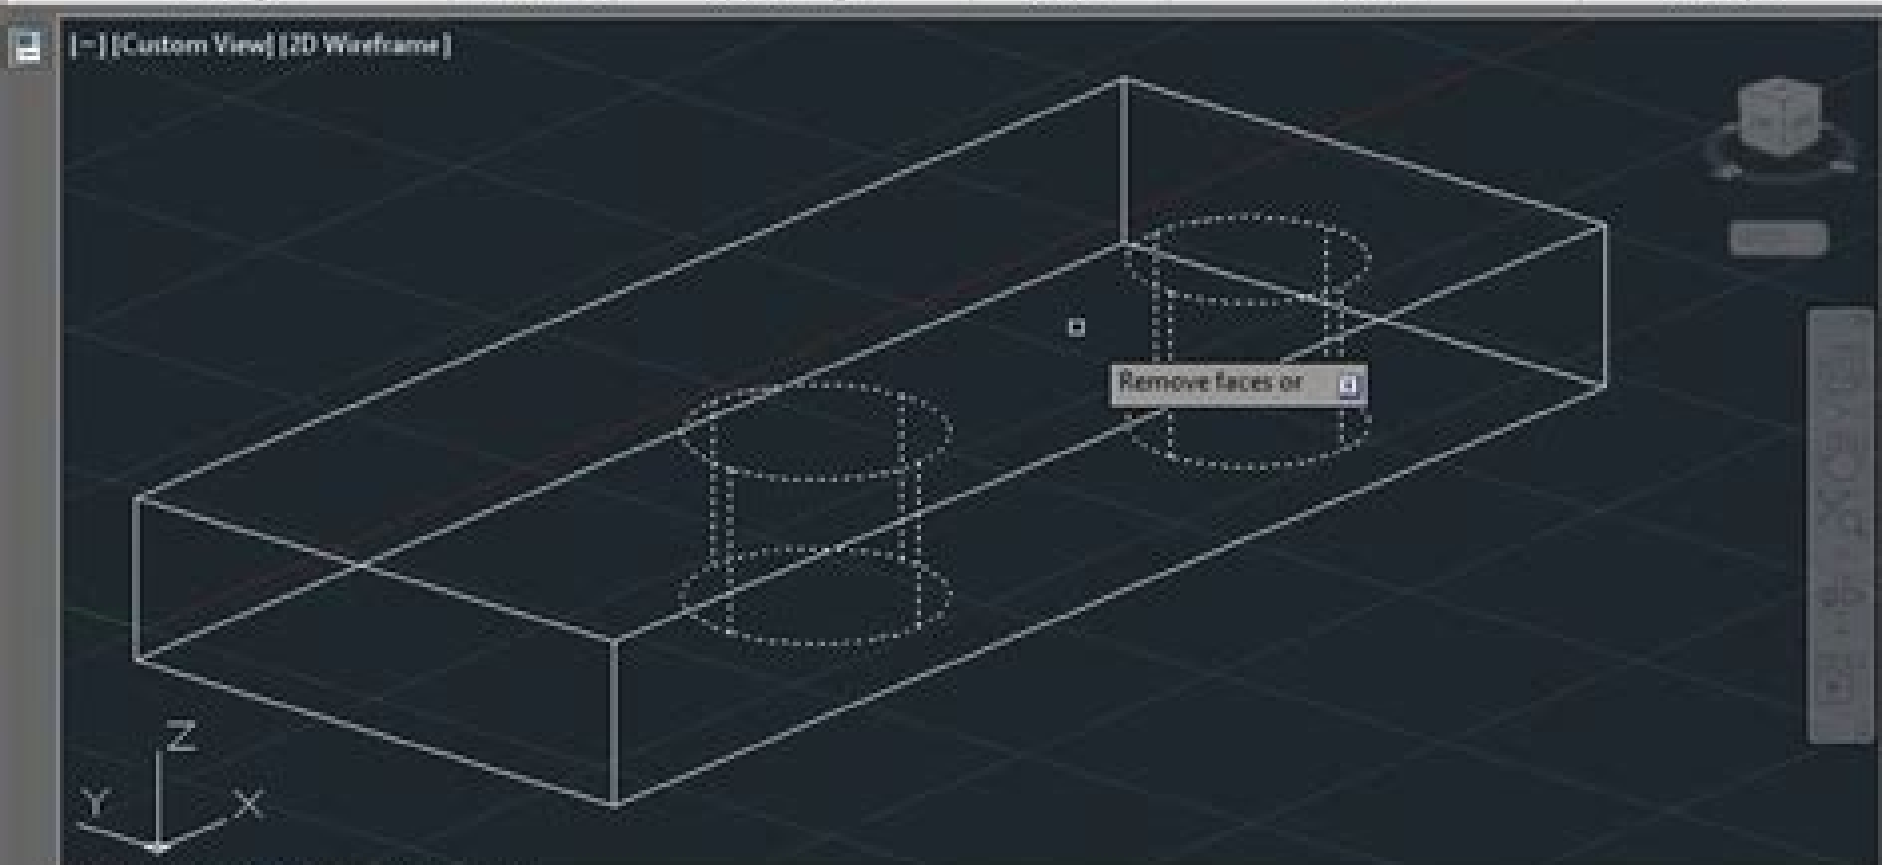 [−][Custom View][2D Wireframe]
Remove faces or
Z
Y
X